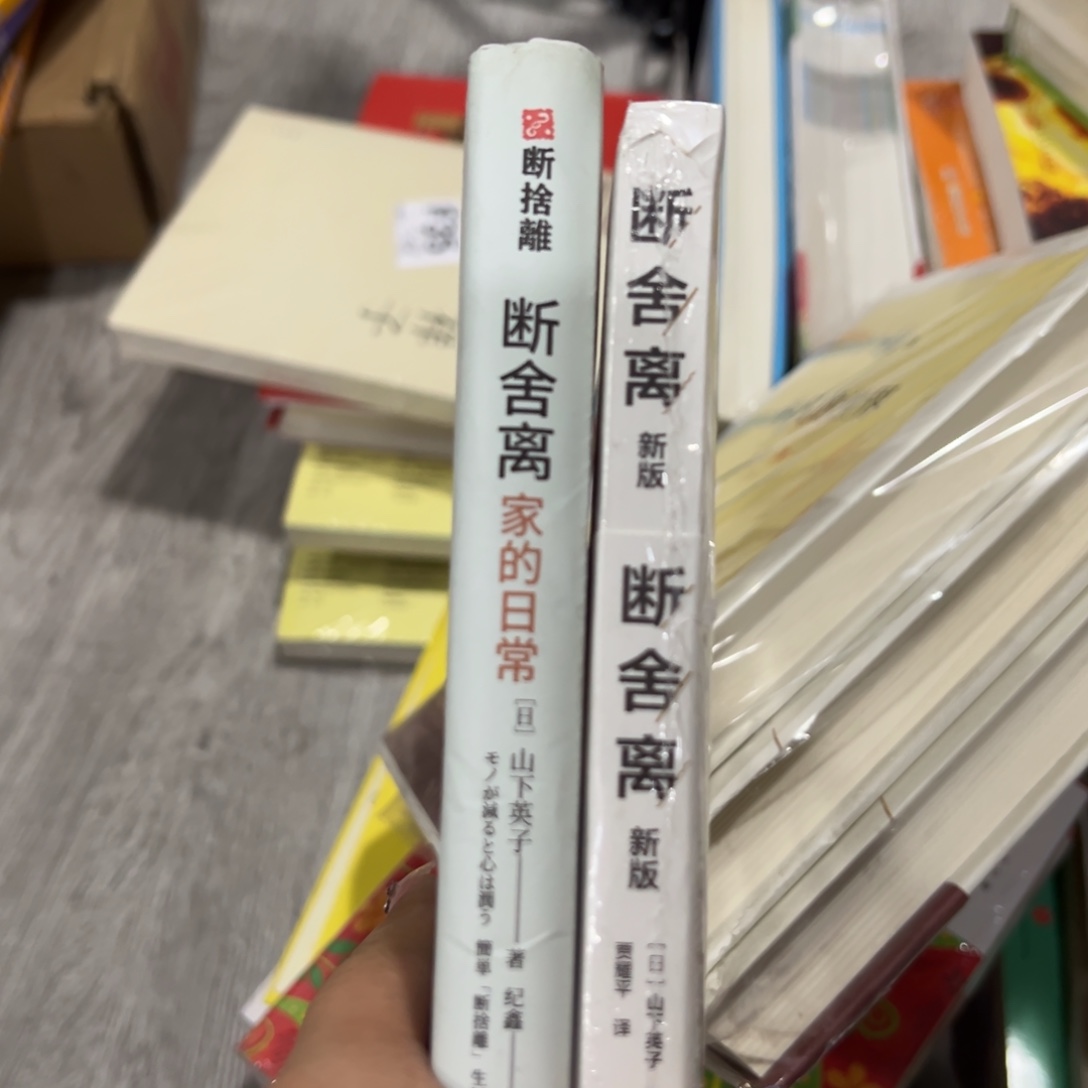 断捨離
断舍离
家的日常
[日]山下英子——著 纪鑫——
モノが減ると心は潤う 簡単「断捨離」生
断舍离
新版
断舍离
新版
[日]山下英子
贾耀平 译